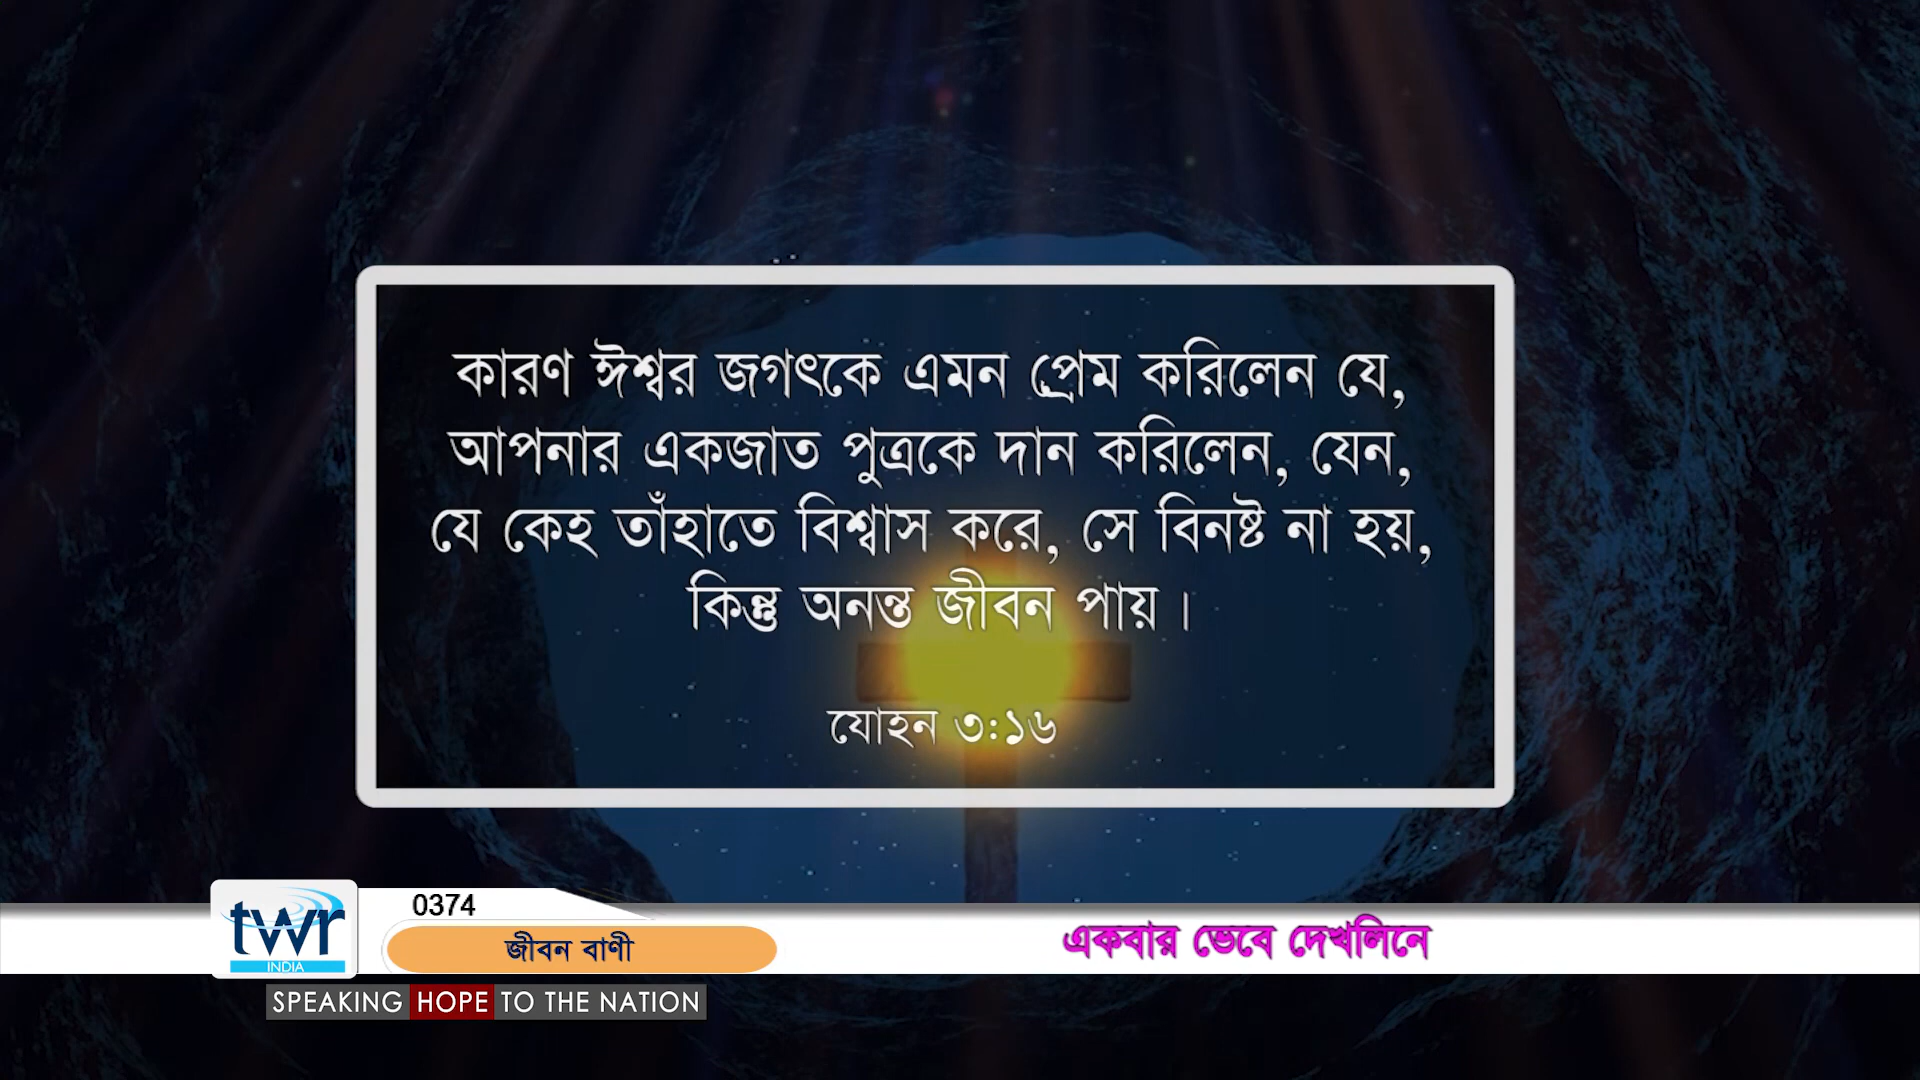 কারণ ঈশ্বর জগৎকে এমন প্রেম করিলেন যে,
আপনার একজাত পুত্রকে দান করিলেন, যেন,
যে কেহ তাঁহাতে বিশ্বাস করে, সে বিনষ্ট না হয়,
কিন্তু অনন্ত জীবন পায় ।
যোহন ৩:১৬
twr
INDIA
0374
জীবন বাণী
একবার ভেবে দেখলিনে
SPEAKING HOPE TO THE NATION